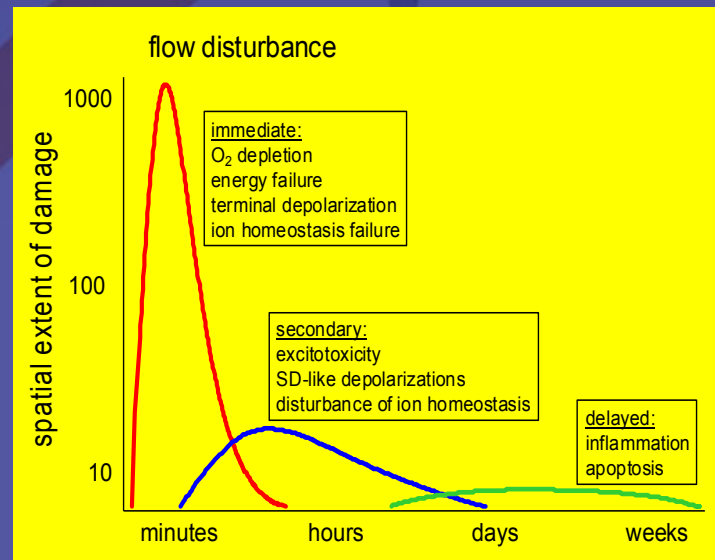 flow disturbance
spatial extent of damage
1000
100
10
immediate:
O₂ depletion
energy failure
terminal depolarization
ion homeostasis failure
secondary:
excitotoxicity
SD-like depolarizations
disturbance of ion homeostasis
delayed:
inflammation
apoptosis
minutes hours days weeks